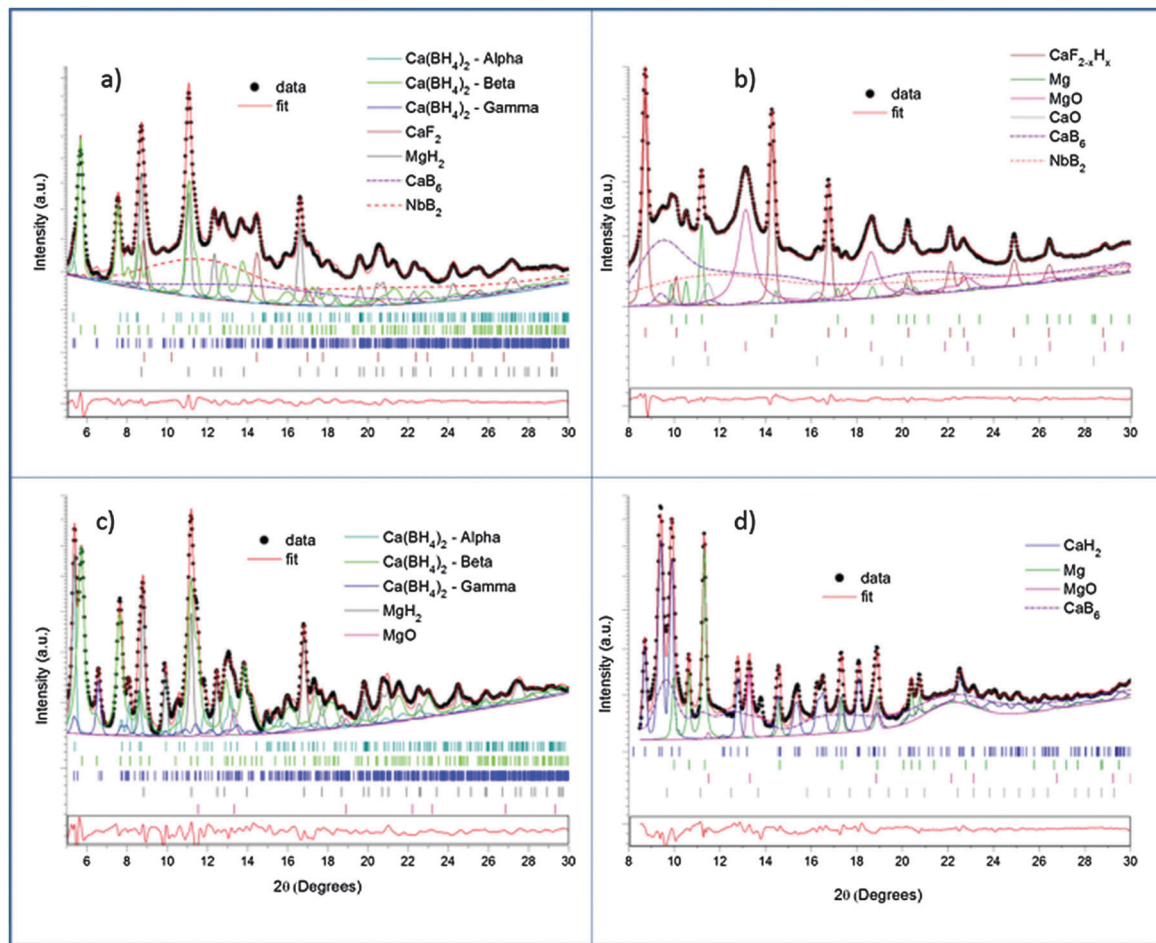 a)
data
fit
Ca(BH4)2 - Alpha
Ca(BH4)2 - Beta
Ca(BH4)2 - Gamma
CaF2
MgH2
CaB6
NbB2
Intensity (a.u.)
6 8 10 12 14 16 18 20 22 24 26 28 30
b)
data
fit
CaF2-xHx
Mg
MgO
CaO
CaB6
NbB2
Intensity (a.u.)
8 10 12 14 16 18 20 22 24 26 28 30
c)
data
fit
Ca(BH4)2 - Alpha
Ca(BH4)2 - Beta
Ca(BH4)2 - Gamma
MgH2
MgO
Intensity (a.u.)
6 8 10 12 14 16 18 20 22 24 26 28 30
2θ (Degrees)
d)
data
fit
CaH2
Mg
MgO
CaB6
Intensity (a.u.)
8 10 12 14 16 18 20 22 24 26 28 30
2θ (Degrees)